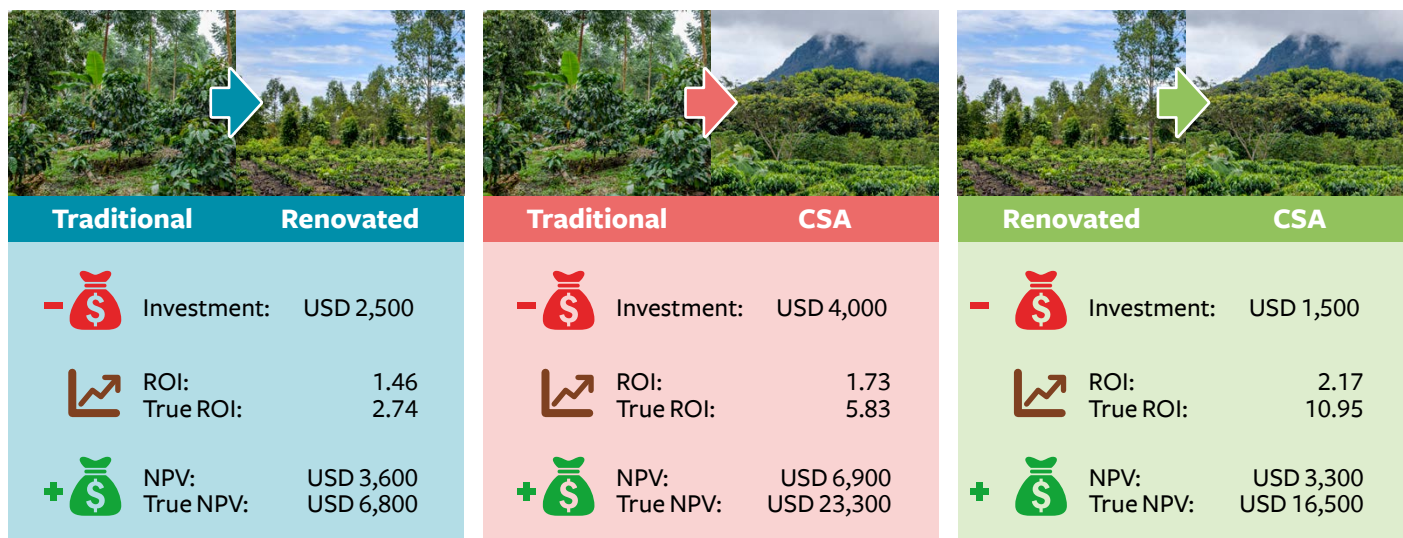 Traditional Renovated
- $ Investment: USD 2,500
ROI: 1.46
True ROI: 2.74
+ $ NPV: USD 3,600
True NPV: USD 6,800
Traditional CSA
- $ Investment: USD 4,000
ROI: 1.73
True ROI: 5.83
+ $ NPV: USD 6,900
True NPV: USD 23,300
Renovated CSA
- $ Investment: USD 1,500
ROI: 2.17
True ROI: 10.95
+ $ NPV: USD 3,300
True NPV: USD 16,500